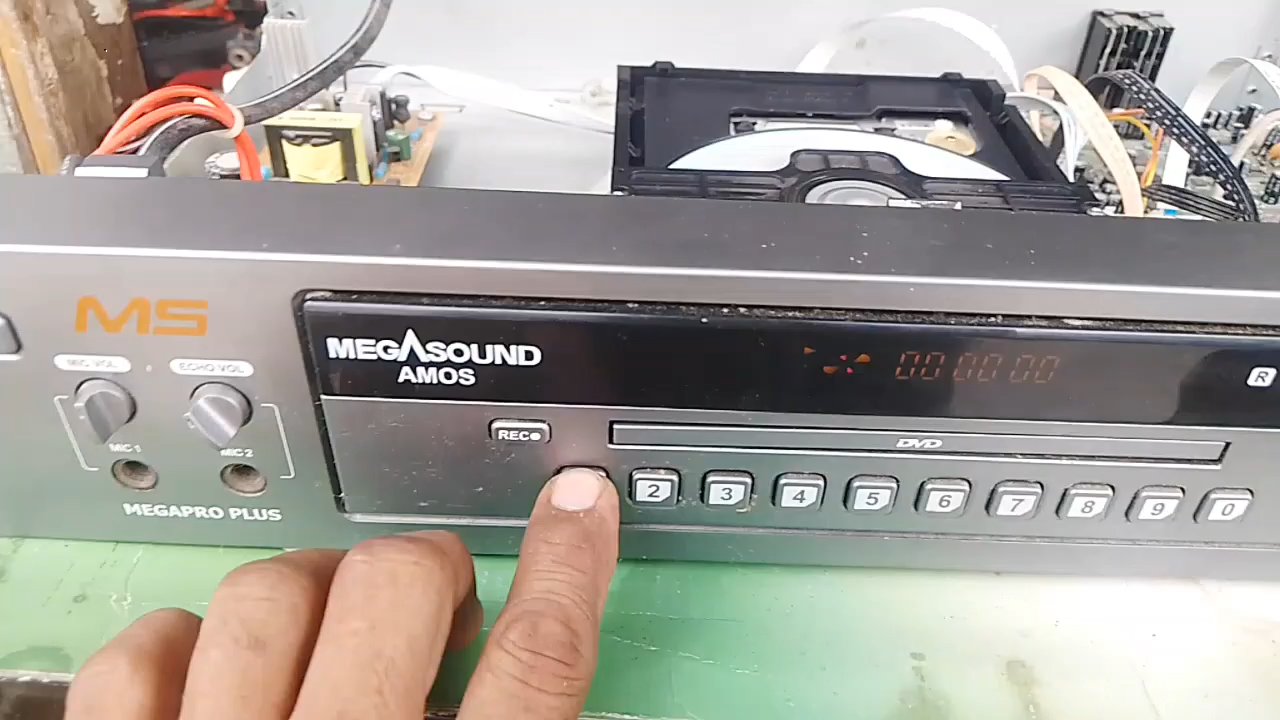 MS
MEGASOUND
AMOS
00 00 00
R
MIC VOL
ECHO VOL
REC
DVD
MIC 1
MIC 2
2 3 4 5 6 7 8 9 0
MEGAPRO PLUS